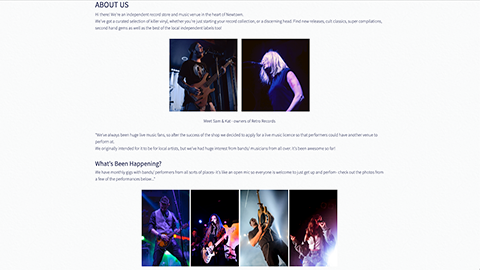 ABOUT US
Hi there! We're an independent record store and music venue in the heart of Newtown.
We've got a curated selection of killer vinyl, whether you're just starting your record collection, or a discerning hoad. Find new releases, cult classics, super compilations,
second-hand gems as well as the best of the local independent labels too!
Meet Sam & Kat - owners of Retro Records
"We've always been huge live music fans, so after the success of the shop we decided to apply for a live music licence so that performers could have another venue to
perform at.
We originally intended for it to be for local artists, but we've had huge interest from bands/ musicians from all over. It's been awesome so far!
What's Been Happening?
We have monthly gigs with bands/ performers from all sorts of places- it's like an open mic so everyone is welcome to just get up and perform - check out the photos from
a few of the performances below..."